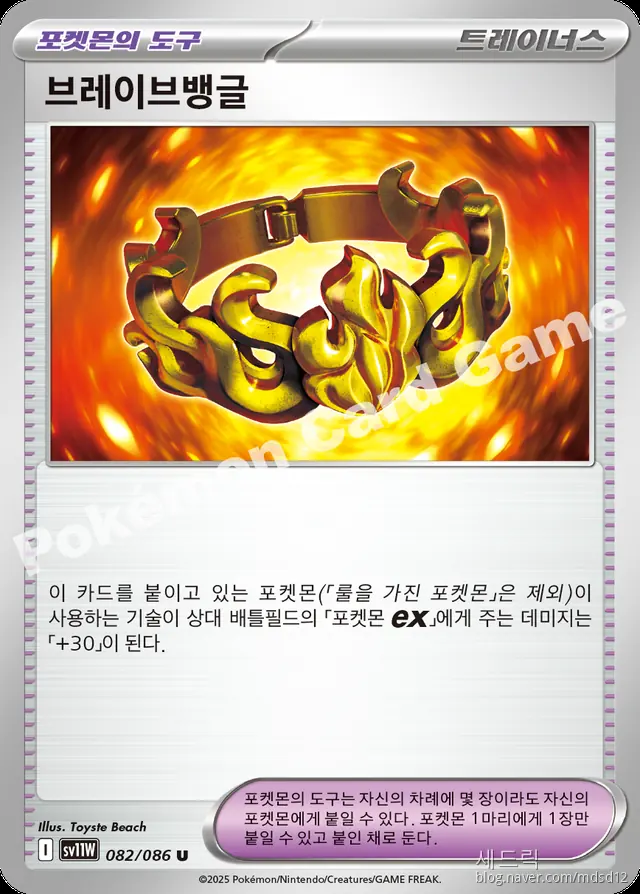 포켓몬의 도구
트레이너스
브레이브뱅글
Pokémon Card Game
이 카드를 붙이고 있는 포켓몬(「룰을 가진 포켓몬」은 제외)이
사용하는 기술이 상대 배틀필드의 「포켓몬 ex」에게 주는 데미지는
「+30」이 된다.
포켓몬의 도구는 자신의 차례에 몇 장이라도 자신의
포켓몬에게 붙일 수 있다. 포켓몬 1마리에게 1장만
붙일 수 있고 붙인 채로 둔다.
Illus. Toyste Beach
I SV11W 082/086 U
©2025 Pokémon/Nintendo/Creatures/GAME FREAK.
세드릭
blog.naver.com/mdsd12